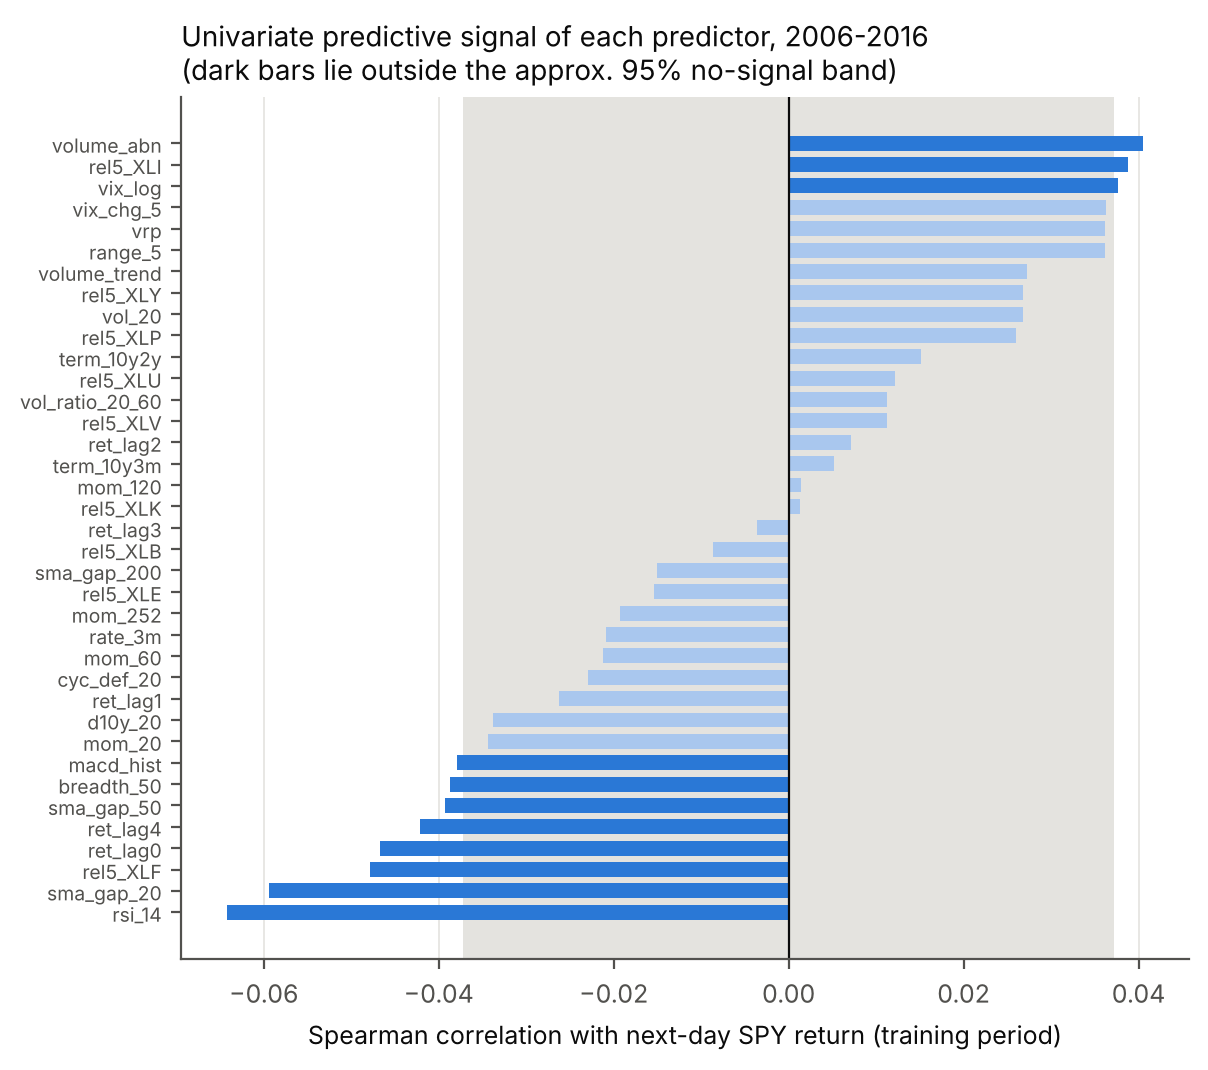 Univariate predictive signal of each predictor, 2006-2016
(dark bars lie outside the approx. 95% no-signal band)
volume_abn
rel5_XLI
vix_log
vix_chg_5
vrp
range_5
volume_trend
rel5_XLY
vol_20
rel5_XLP
term_10y2y
rel5_XLU
vol_ratio_20_60
rel5_XLV
ret_lag2
term_10y3m
mom_120
rel5_XLK
ret_lag3
rel5_XLB
sma_gap_200
rel5_XLE
mom_252
rate_3m
mom_60
cyc_def_20
ret_lag1
d10y_20
mom_20
macd_hist
breadth_50
sma_gap_50
ret_lag4
ret_lag0
rel5_XLF
sma_gap_20
rsi_14
−0.06 −0.04 −0.02 0.00 0.02 0.04
Spearman correlation with next-day SPY return (training period)